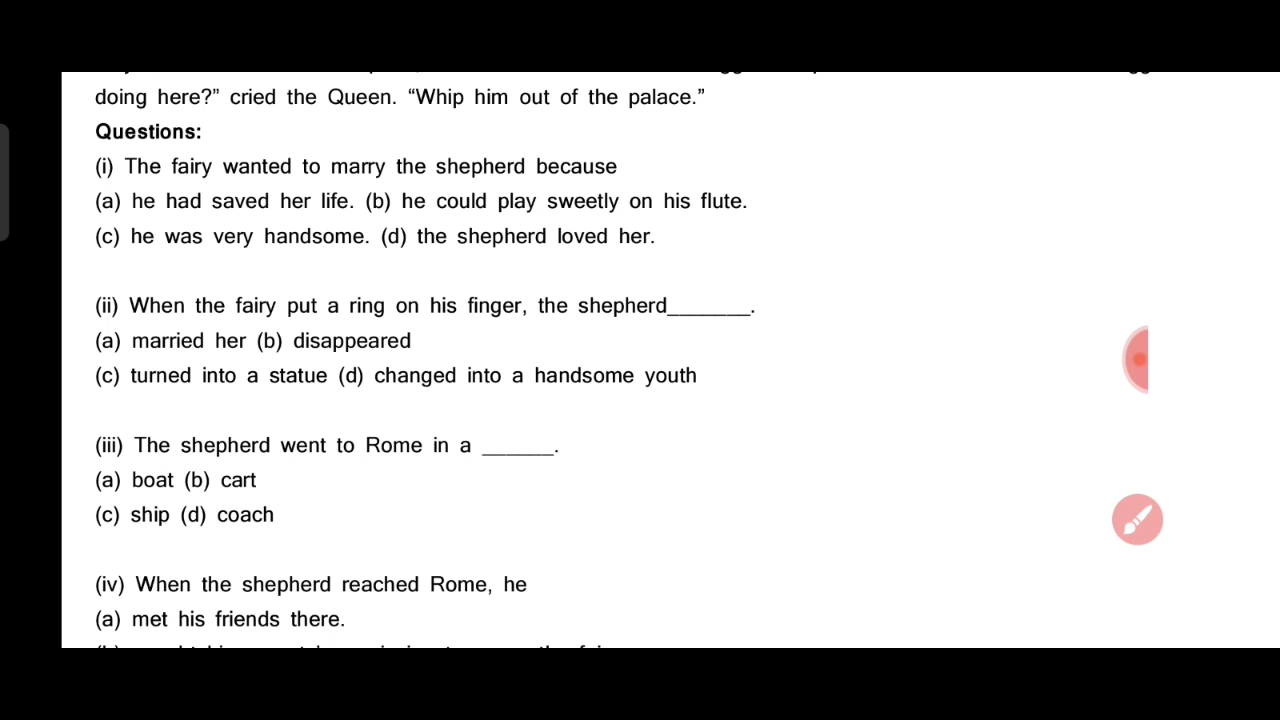 doing here?” cried the Queen. “Whip him out of the palace.”
Questions:
(i) The fairy wanted to marry the shepherd because
(a) he had saved her life. (b) he could play sweetly on his flute.
(c) he was very handsome. (d) the shepherd loved her.
(ii) When the fairy put a ring on his finger, the shepherd_______.
(a) married her (b) disappeared
(c) turned into a statue (d) changed into a handsome youth
(iii) The shepherd went to Rome in a ______.
(a) boat (b) cart
(c) ship (d) coach
(iv) When the shepherd reached Rome, he
(a) met his friends there.